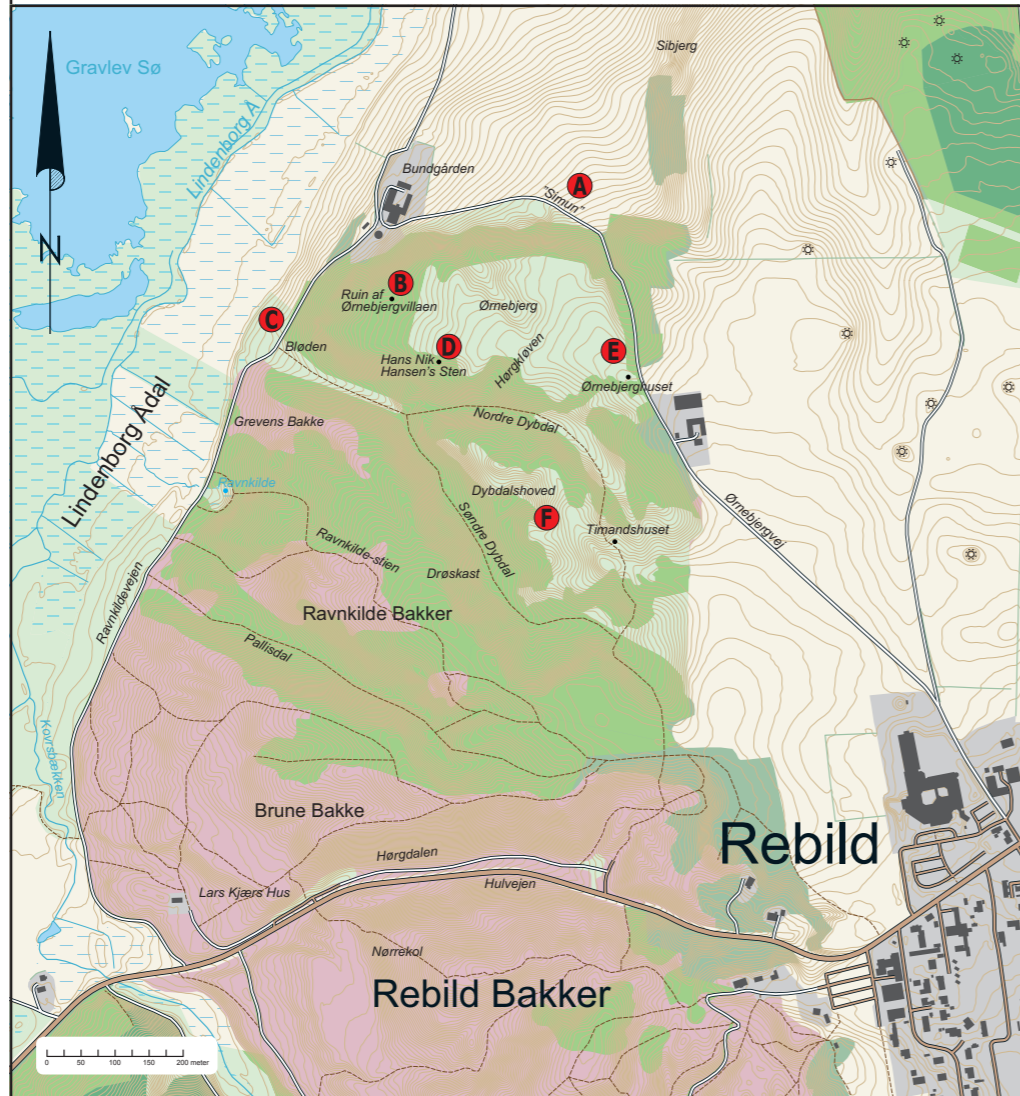 Sibjerg
Gravlev Sø
Lindenborg Å
Bundgården
A
"Simun"
N
B
Ruin af
Ørnebjergvillaen
Ørnebjerg
C
Bløden
D
Hans Nik
Hansen's Sten
Hørgkløven
E
Ørnebjerghuset
Lindenborg Ådal
Grevens Bakke
Nordre Dybdal
Ravnkilde
Dybdalshoved
F
Søndre Dybdal
Timandshuset
Ørnebjergvej
Ravnkilde-stien
Drøskast
Ravnkildevejen
Ravnkilde Bakker
Pallisdal
Kovrsbækken
Brune Bakke
Rebild
Hørgdalen
Lars Kjærs Hus
Hulvejen
Nørrekol
Rebild Bakker
0 50 100 150 200 meter